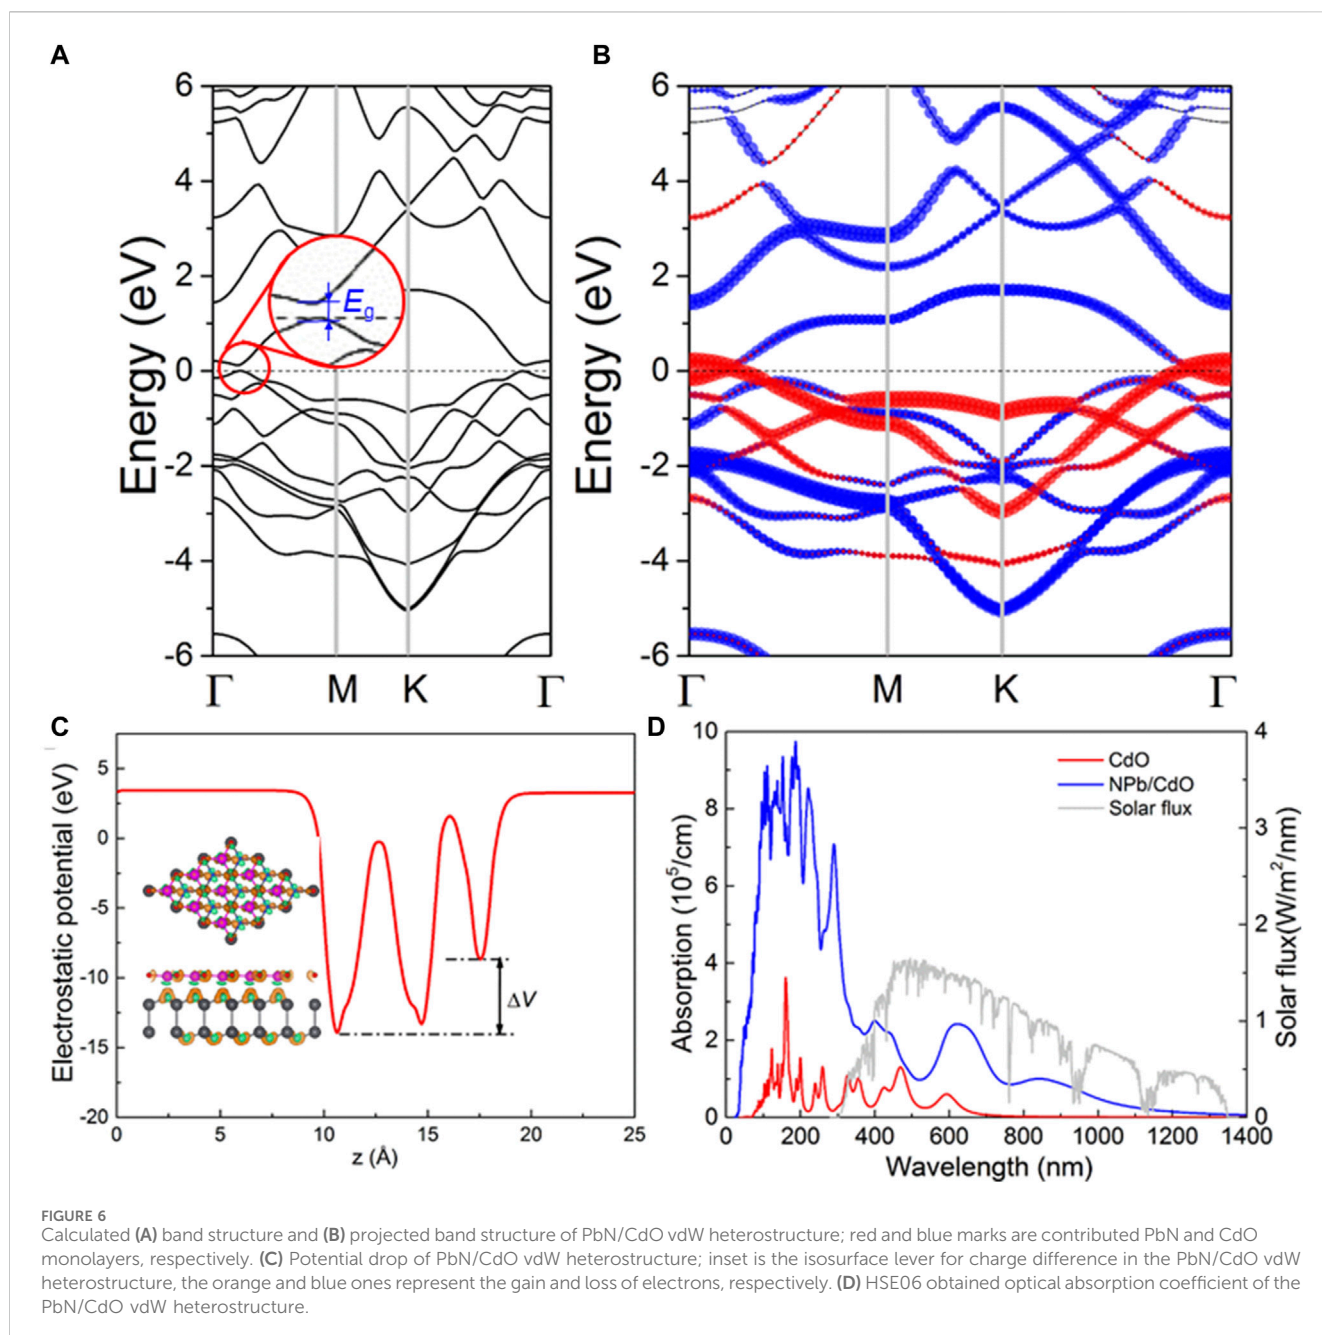 A
B
6
4
2
0
-2
-4
-6
Energy (eV)
E_g
Γ
M
K
Γ
6
4
2
0
-2
-4
-6
Energy (eV)
Γ
M
K
Γ
C
D
5
0
-5
-10
-15
-20
Electrostatic potential (eV)
ΔV
0
5
10
15
20
25
z (Å)
10
8
6
4
2
0
Absorption (10⁵/cm)
CdO
NPb/CdO
Solar flux
4
3
2
1
0
Solar flux(W/m²/nm)
0 200 400 600 800 1000 1200 1400
Wavelength (nm)
FIGURE 6
Calculated (A) band structure and (B) projected band structure of PbN/CdO vdW heterostructure; red and blue marks are contributed PbN and CdO
monolayers, respectively. (C) Potential drop of PbN/CdO vdW heterostructure; inset is the isosurface lever for charge difference in the PbN/CdO vdW
heterostructure, the orange and blue ones represent the gain and loss of electrons, respectively. (D) HSE06 obtained optical absorption coefficient of the
PbN/CdO vdW heterostructure.